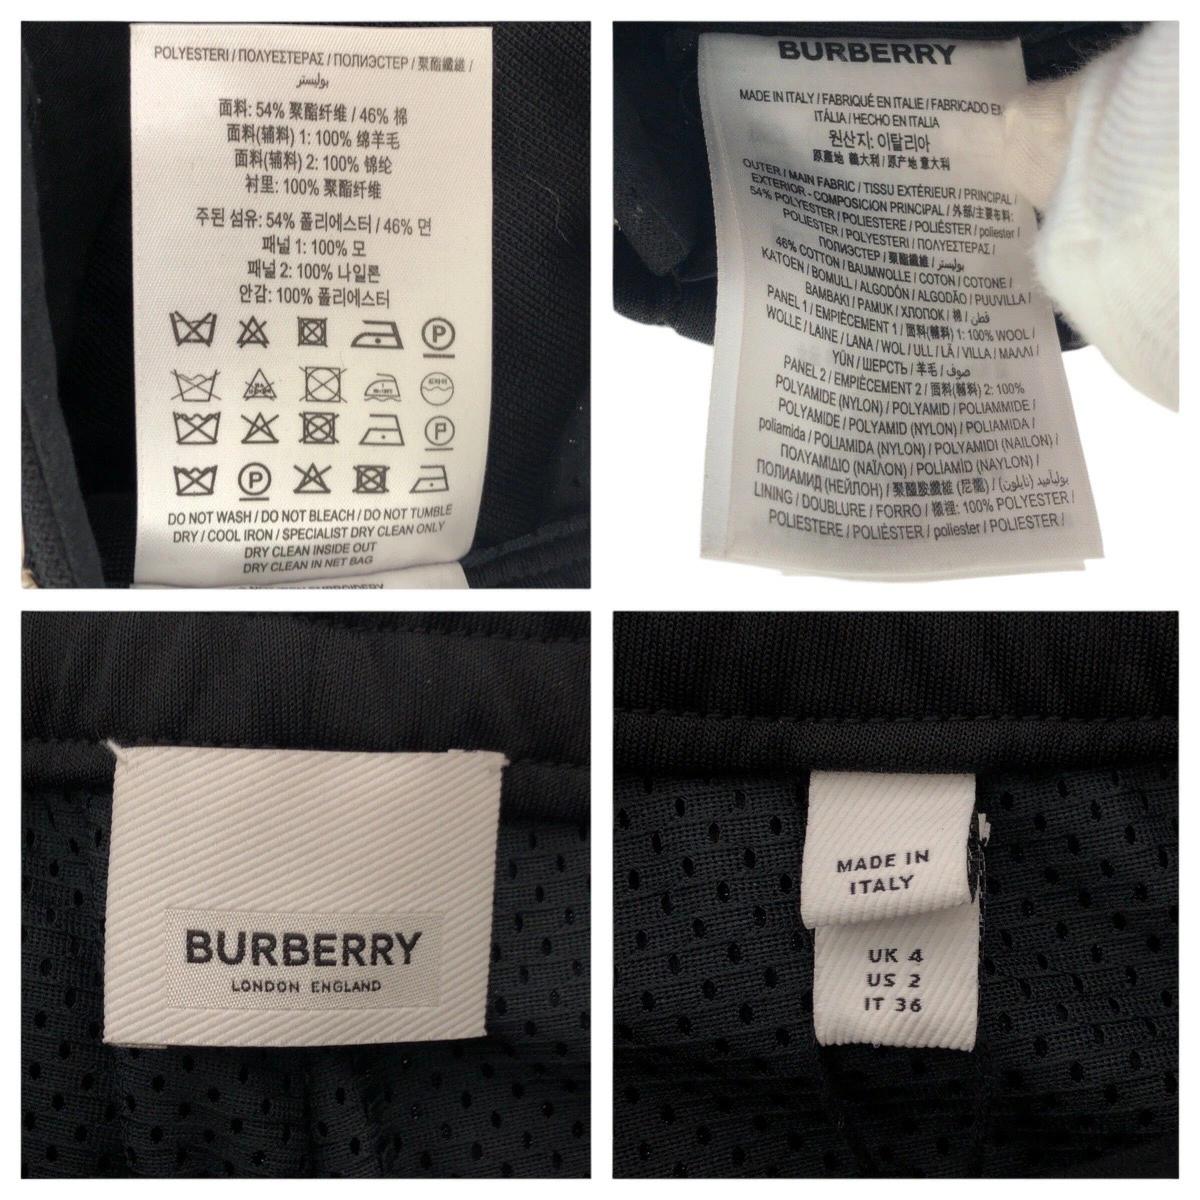 POLYESTERI / ΠΟΛΥΕΣΤΕΡΑΣ / ПОЛИЭСТЕР / 聚酯纖維 /
بوليستر
面料: 54% 聚酯纤维 / 46% 棉
面料(辅料) 1: 100% 绵羊毛
面料(辅料) 2: 100% 锦纶
衬里: 100% 聚酯纤维
주된 섬유: 54% 폴리에스터 / 46% 면
패널 1: 100% 모
패널 2: 100% 나일론
안감: 100% 폴리에스터
DO NOT WASH / DO NOT BLEACH / DO NOT TUMBLE
DRY / COOL IRON / SPECIALIST DRY CLEAN ONLY
DRY CLEAN INSIDE OUT
DRY CLEAN IN NET BAG
BURBERRY
MADE IN ITALY / FABRIQUÉ EN ITALIE / FABRICADO EM
ITÁLIA / HECHO EN ITALIA
원산지: 이탈리아
原產地 義大利 / 原产地 意大利
OUTER / MAIN FABRIC / TISSU EXTÉRIEUR / PRINCIPAL /
EXTERIOR - COMPOSICION PRINCIPAL / 外部/主要布料:
54% POLYESTER / POLIESTERE / POLIÉSTER / poliester /
POLIESTER / POLYESTERI / ΠΟΛΥΕΣΤΕΡΑΣ /
ПОЛИЭСТЕР / 聚酯纖維 / بوليستر
46% COTTON / BAUMWOLLE / COTON / COTONE /
KATOEN / BOMULL / ALGODÓN / ALGODÃO / PUUVILLA /
BAMBAKI / PAMUK / ХЛОПОК / 棉 / قطن
PANEL 1 / EMPIÈCEMENT 1 / 面料(輔料) 1: 100% WOOL /
WOLLE / LAINE / LANA / WOL / ULL / LÃ / VILLA / ΜΑΛΛΙ /
YÜN / ШЕРСТЬ / 羊毛 / صوف
PANEL 2 / EMPIÈCEMENT 2 / 面料(輔料) 2: 100%
POLYAMIDE (NYLON) / POLYAMID / POLIAMMIDE /
POLYAMIDE / POLYAMID (NYLON) / POLIAMIDA /
poliamida / POLIAMIDA (NYLON) / POLYAMIDI (NAILON) /
ΠΟΛΥΑΜΙΔΙΟ (ΝΑΪΛΟΝ) / POLİAMİD (NAYLON) /
ПОЛИАМИД (НЕЙЛОН) / 聚醯胺纖維 (尼龍) / بولياميد (نايلون)
LINING / DOUBLURE / FORRO / 襯裡: 100% POLYESTER /
POLIESTERE / POLIÉSTER / poliester / POLIESTER /
BURBERRY
LONDON ENGLAND
MADE IN
ITALY
UK 4
US 2
IT 36